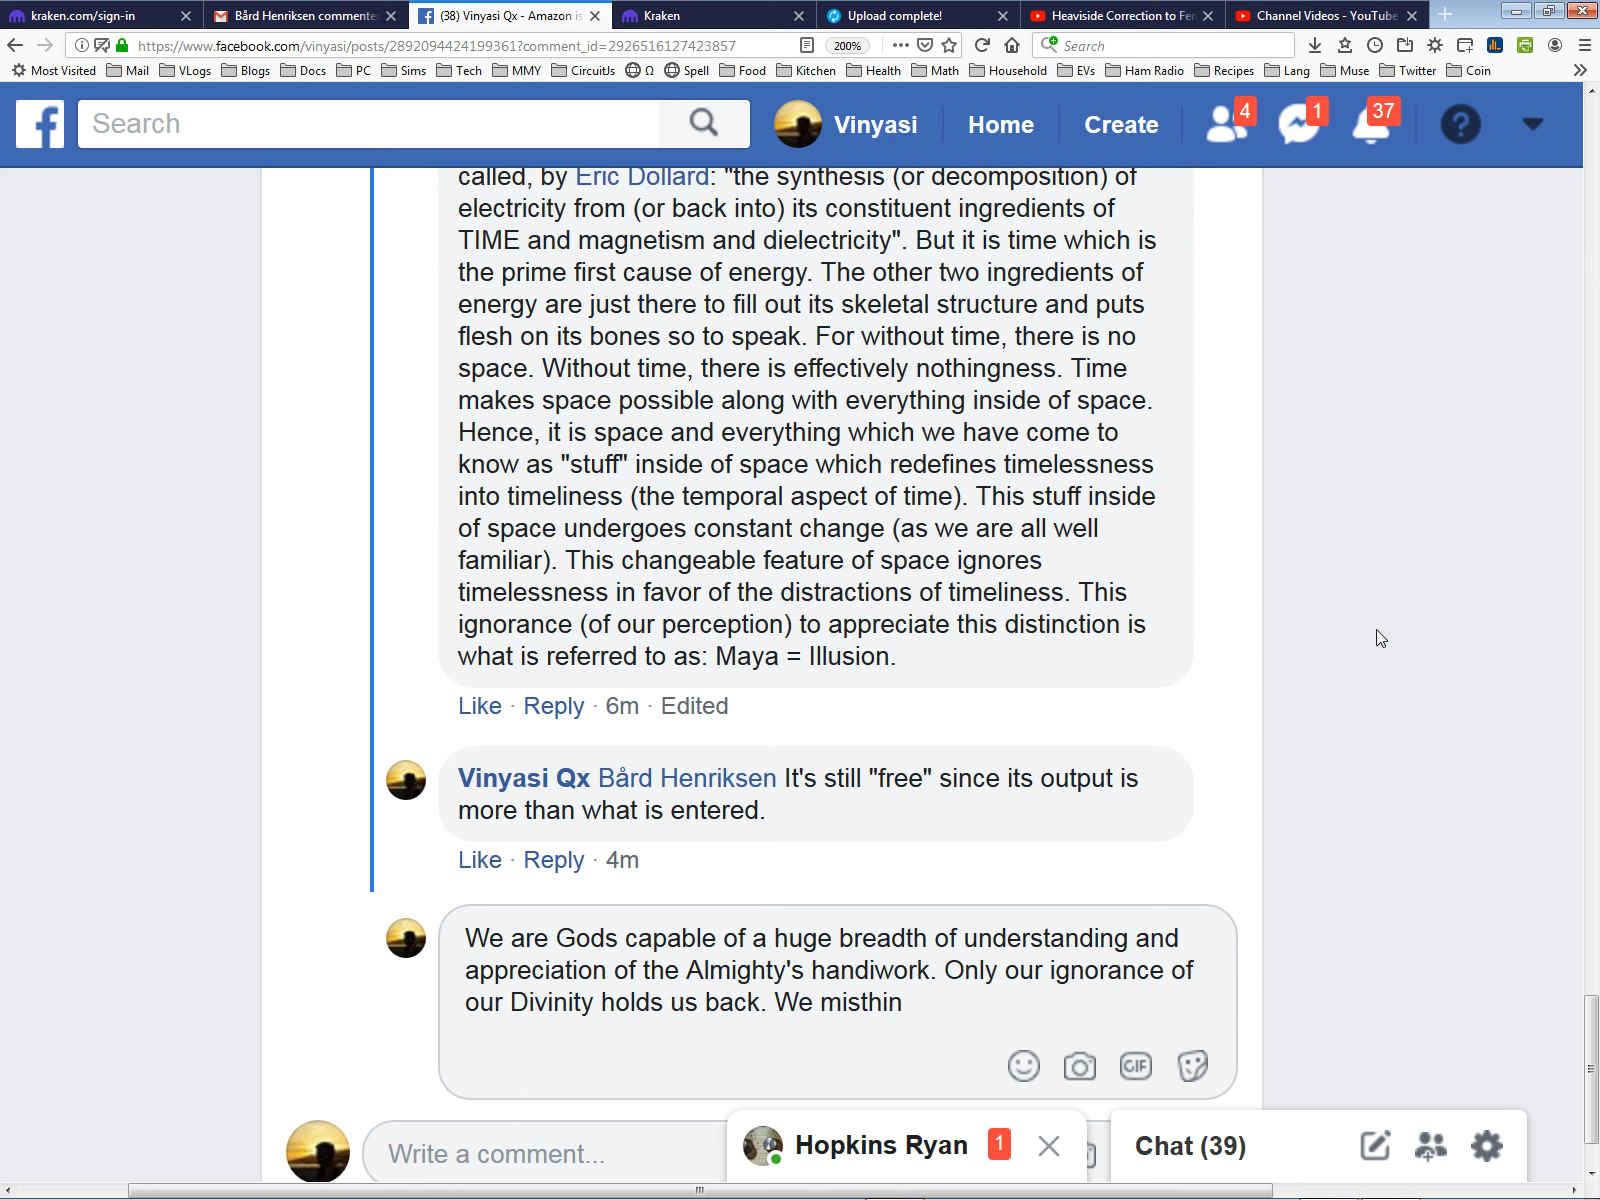 kraken.com/sign-in
Bård Henriksen commente
(38) Vinyasi Qx - Amazon is
Kraken
Upload complete!
Heaviside Correction to Fer
Channel Videos - YouTube
https://www.facebook.com/vinyasi/posts/2892094424199361?comment_id=2926516127423857
200%
Search
Most Visited Mail VLogs Blogs Docs PC Sims Tech MMY CircuitJs Ω Spell Food Kitchen Health Math Household EVs Ham Radio Recipes Lang Muse Twitter Coin
Search
Vinyasi
Home
Create
4
1
37
called, by Eric Dollard: "the synthesis (or decomposition) of
electricity from (or back into) its constituent ingredients of
TIME and magnetism and dielectricity". But it is time which is
the prime first cause of energy. The other two ingredients of
energy are just there to fill out its skeletal structure and puts
flesh on its bones so to speak. For without time, there is no
space. Without time, there is effectively nothingness. Time
makes space possible along with everything inside of space.
Hence, it is space and everything which we have come to
know as "stuff" inside of space which redefines timelessness
into timeliness (the temporal aspect of time). This stuff inside
of space undergoes constant change (as we are all well
familiar). This changeable feature of space ignores
timelessness in favor of the distractions of timeliness. This
ignorance (of our perception) to appreciate this distinction is
what is referred to as: Maya = Illusion.
Like · Reply · 6m · Edited
Vinyasi Qx Bård Henriksen It's still "free" since its output is
more than what is entered.
Like · Reply · 4m
We are Gods capable of a huge breadth of understanding and
appreciation of the Almighty's handiwork. Only our ignorance of
our Divinity holds us back. We misthin
GIF
Write a comment...
Hopkins Ryan 1
Chat (39)